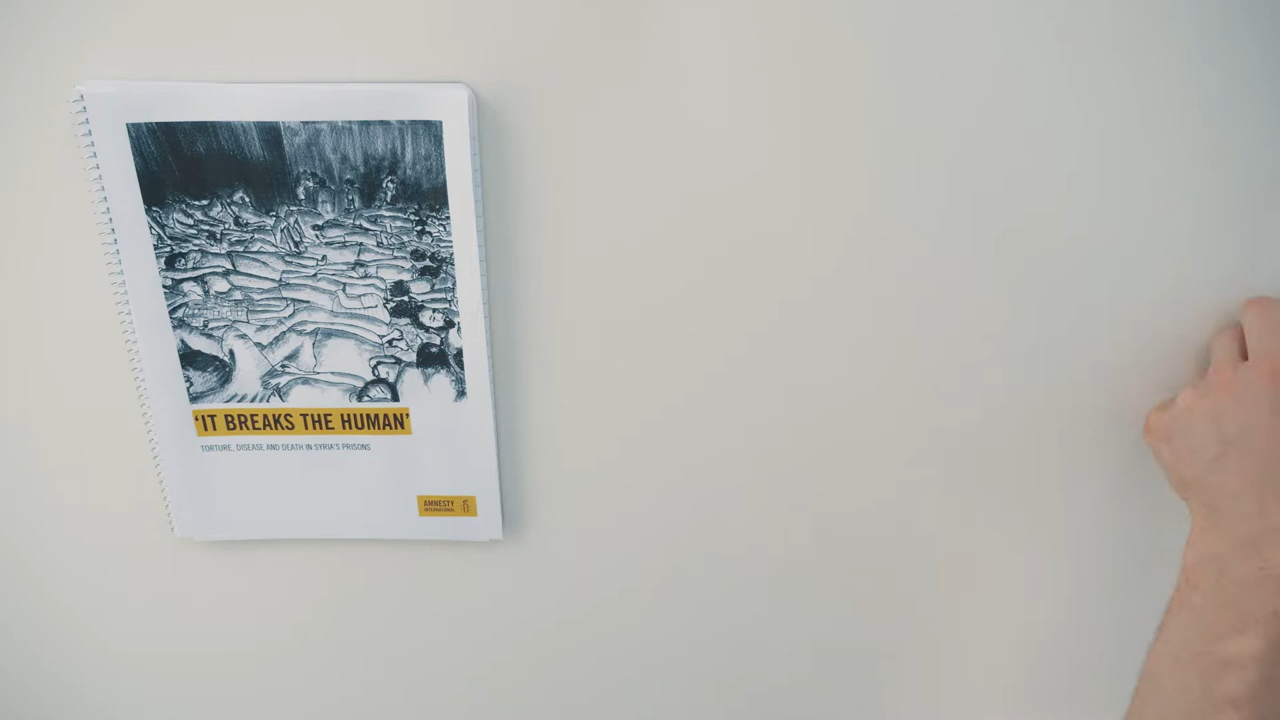 'IT BREAKS THE HUMAN'
TORTURE, DISEASE AND DEATH IN SYRIA'S PRISONS
AMNESTY
INTERNATIONAL